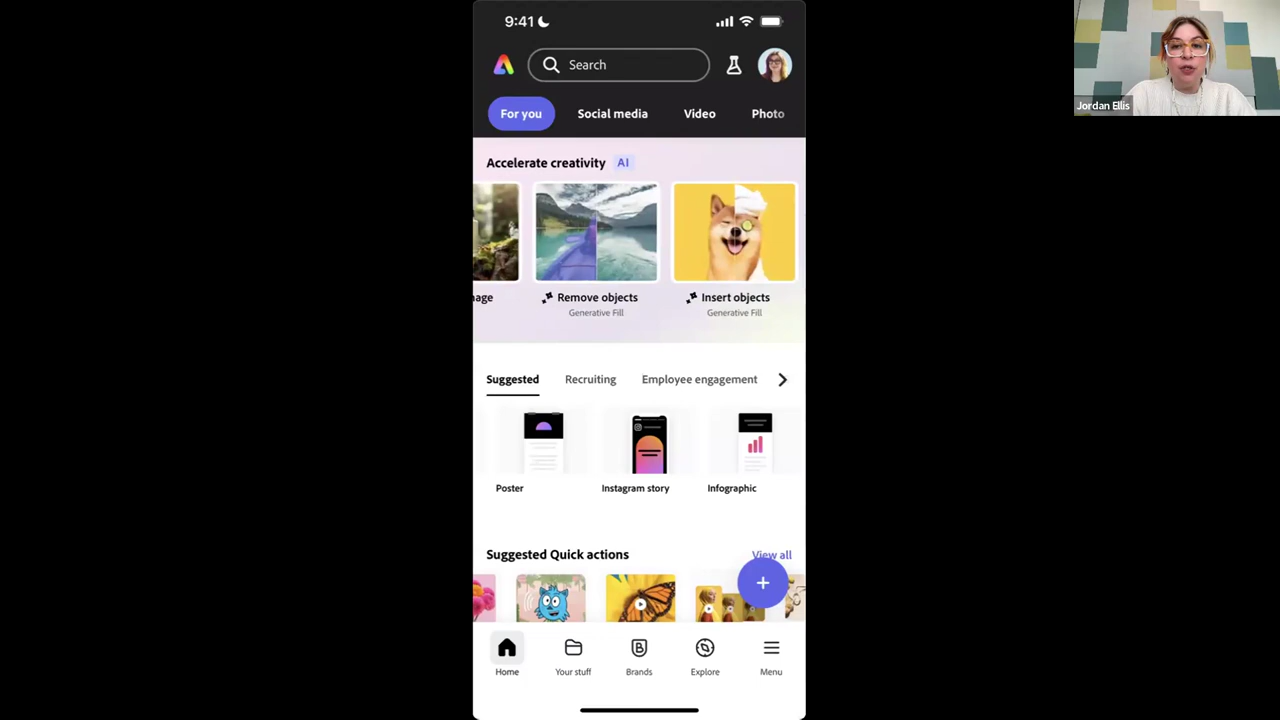 9:41
Jordan Ellis
Search
For you
Social media
Video
Photo
Accelerate creativity AI
Remove objects
Generative Fill
Insert objects
Generative Fill
Suggested
Recruiting
Employee engagement
Poster
Instagram story
Infographic
Suggested Quick actions
View all
Home
Your stuff
B
Brands
Explore
Menu